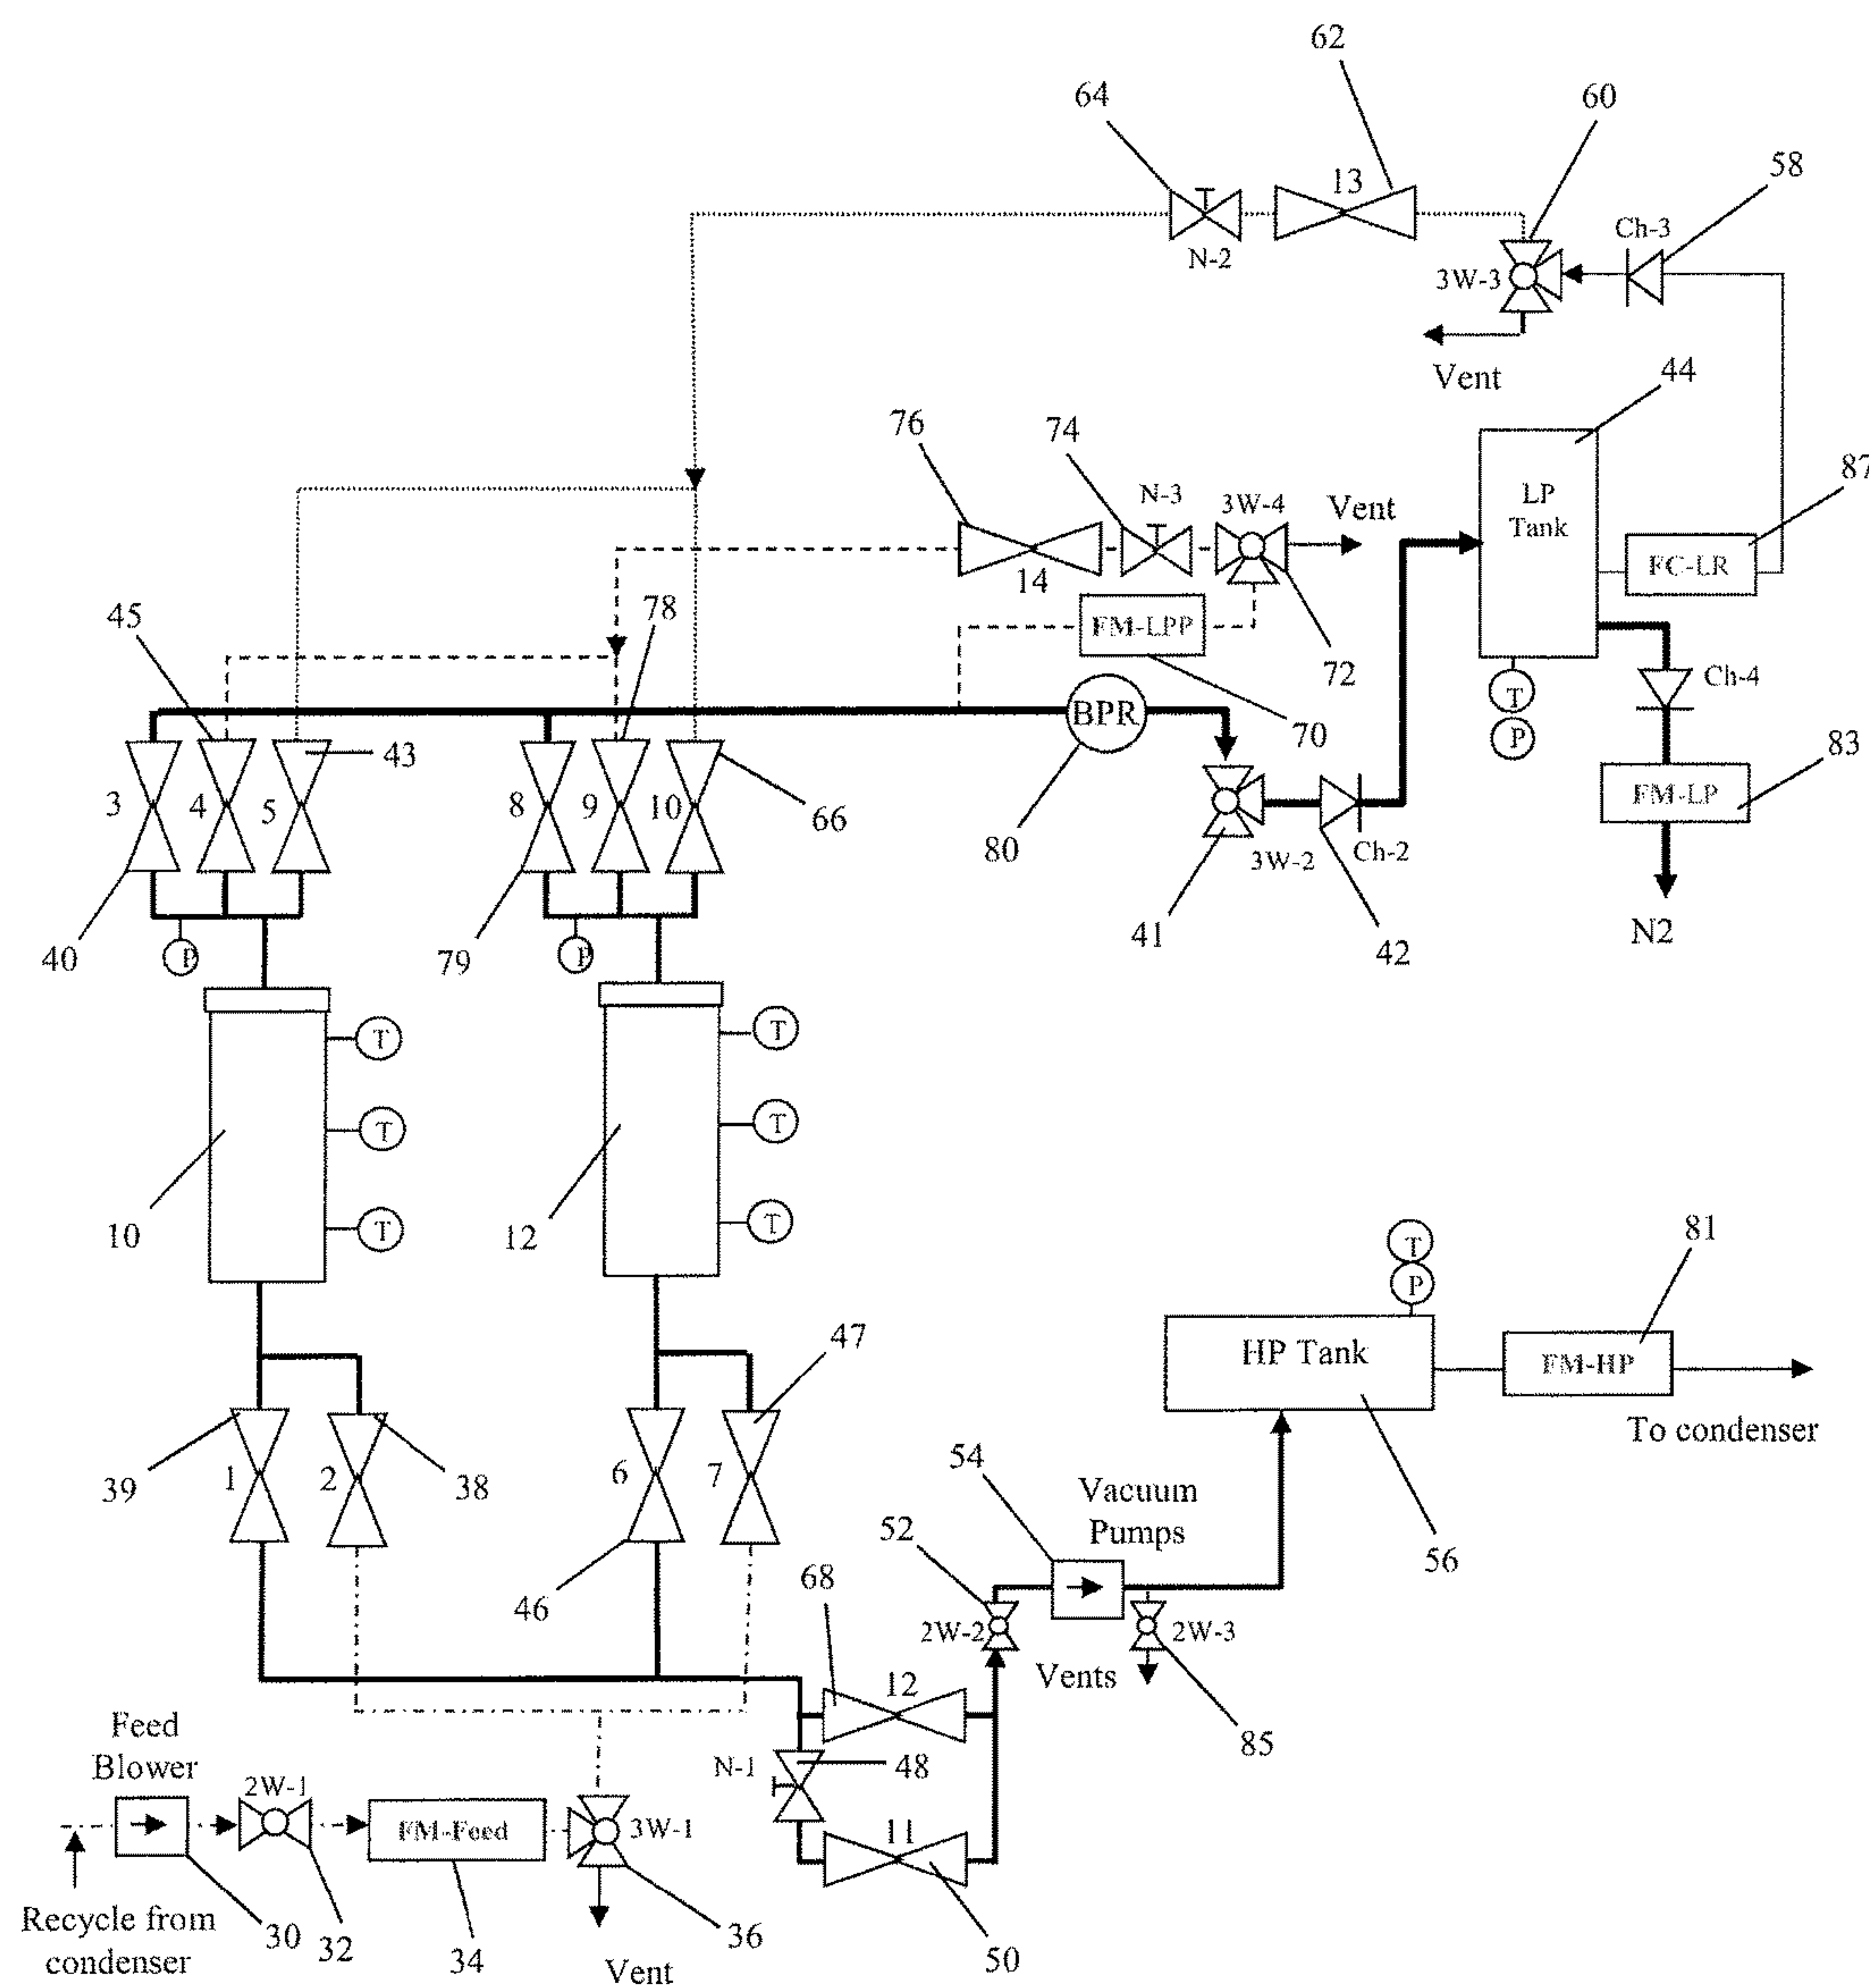 62
64
60
13
58
Ch-3
N-2
3W-3
Vent
44
76
74
N-3
3W-4
Vent
87
LP
Tank
FC-LR
14
45
78
FM-LPP
72
Ch-4
T
BPR
70
P
43
83
3
4
5
8
9
10
66
FM-LP
80
3W-2
Ch-2
40
P
79
P
41
42
N2
T
T
T
T
10
12
T
T
T
P
81
47
HP Tank
FM-HP
To condenser
39
1
2
38
6
7
54
Vacuum
Pumps
52
56
46
68
2W-2
2W-3
Vents
12
85
Feed
Blower
N-1
48
2W-1
FM-Feed
3W-1
11
Recycle from
condenser
30
32
34
36
50
Vent